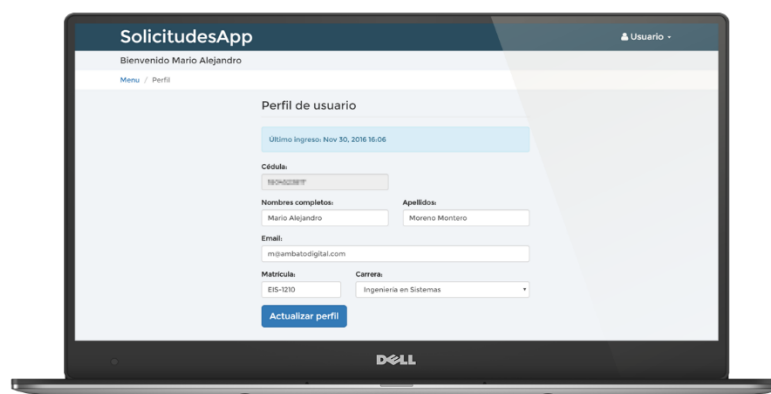 SolicitudesApp
Usuario
Bienvenido Mario Alejandro
Menu / Perfil
Perfil de usuario
Último ingreso: Nov 30, 2016 16:06
Cédula:
Nombres completos: Apellidos:
Mario Alejandro Moreno Montero
Email:
m@ambatodigital.com
Matrícula: Carrera:
EIS-1210 Ingeniería en Sistemas
Actualizar perfil
DELL